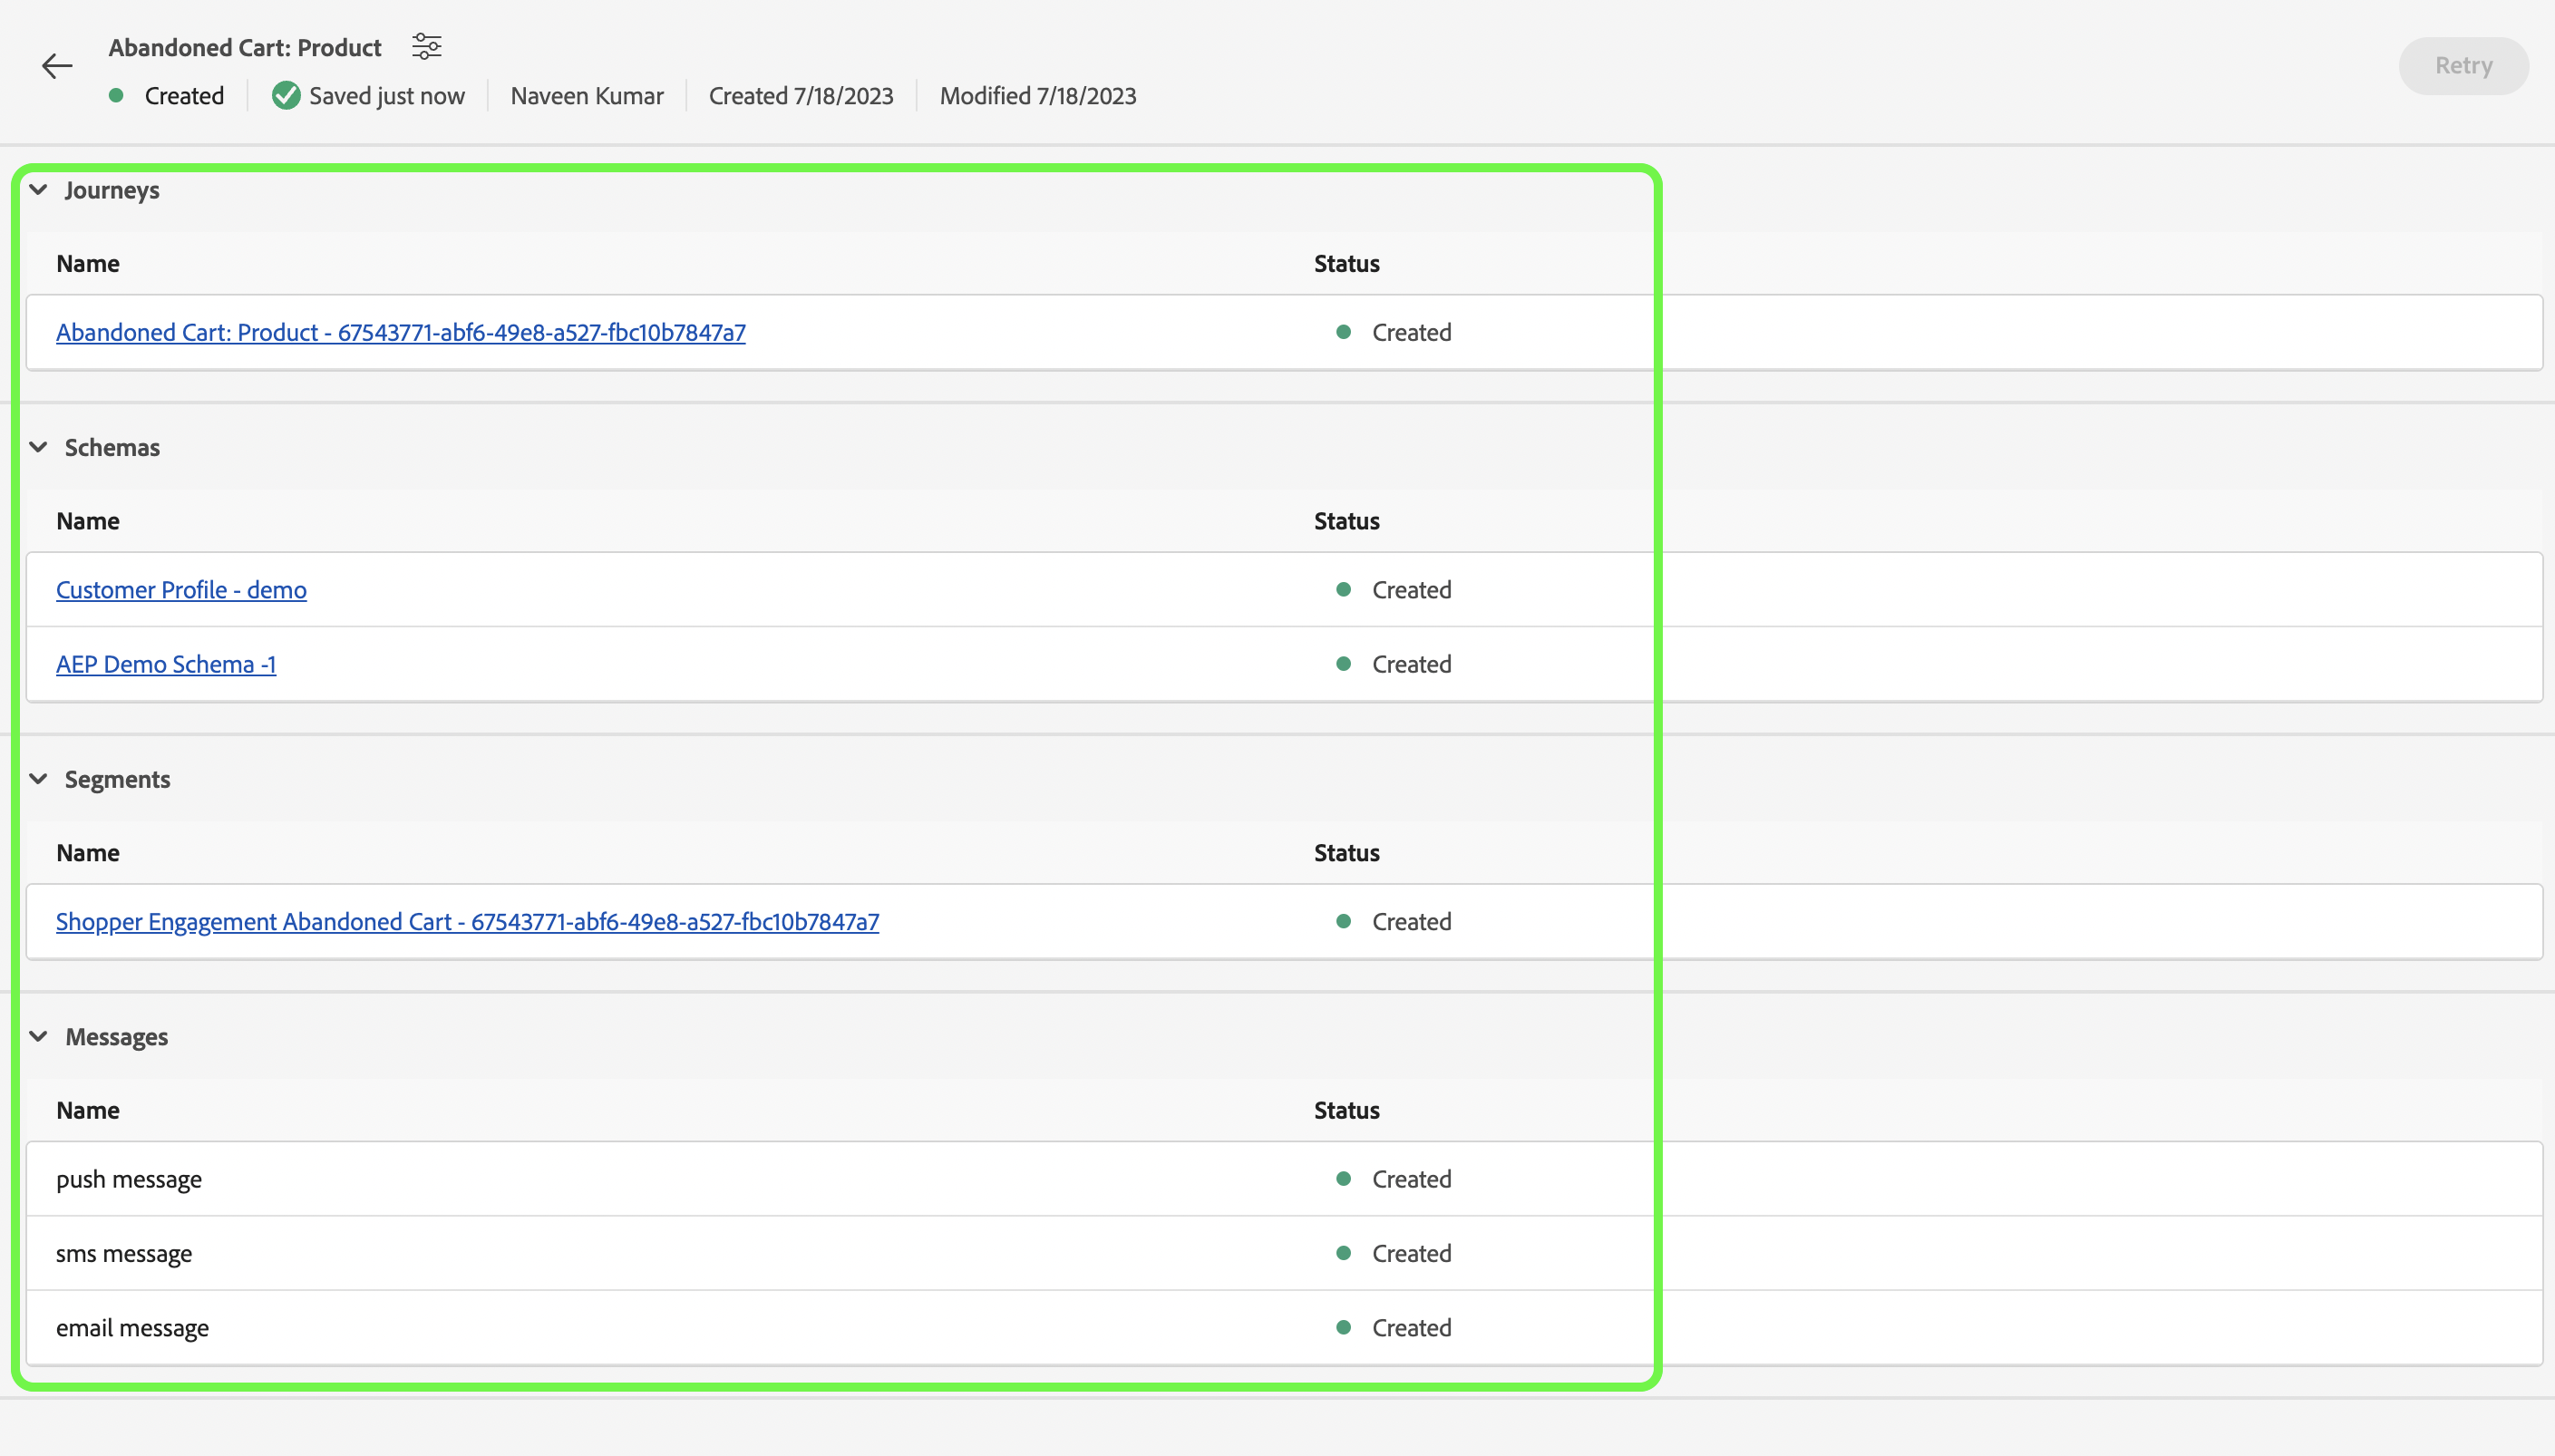 Abandoned Cart: Product
Retry
Created Saved just now Naveen Kumar Created 7/18/2023 Modified 7/18/2023
Journeys
Name Status
Abandoned Cart: Product - 67543771-abf6-49e8-a527-fbc10b7847a7 Created
Schemas
Name Status
Customer Profile - demo Created
AEP Demo Schema -1 Created
Segments
Name Status
Shopper Engagement Abandoned Cart - 67543771-abf6-49e8-a527-fbc10b7847a7 Created
Messages
Name Status
push message Created
sms message Created
email message Created